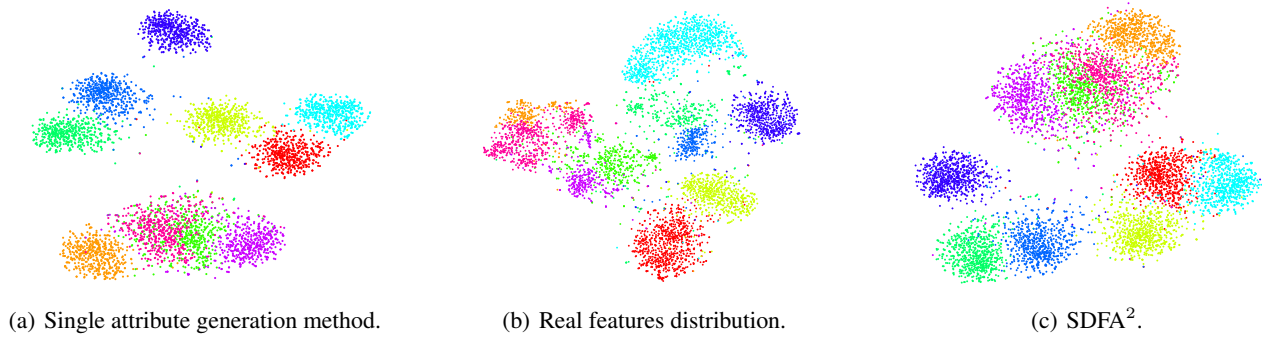 (a) Single attribute generation method.
(b) Real features distribution.
(c) SDFA².